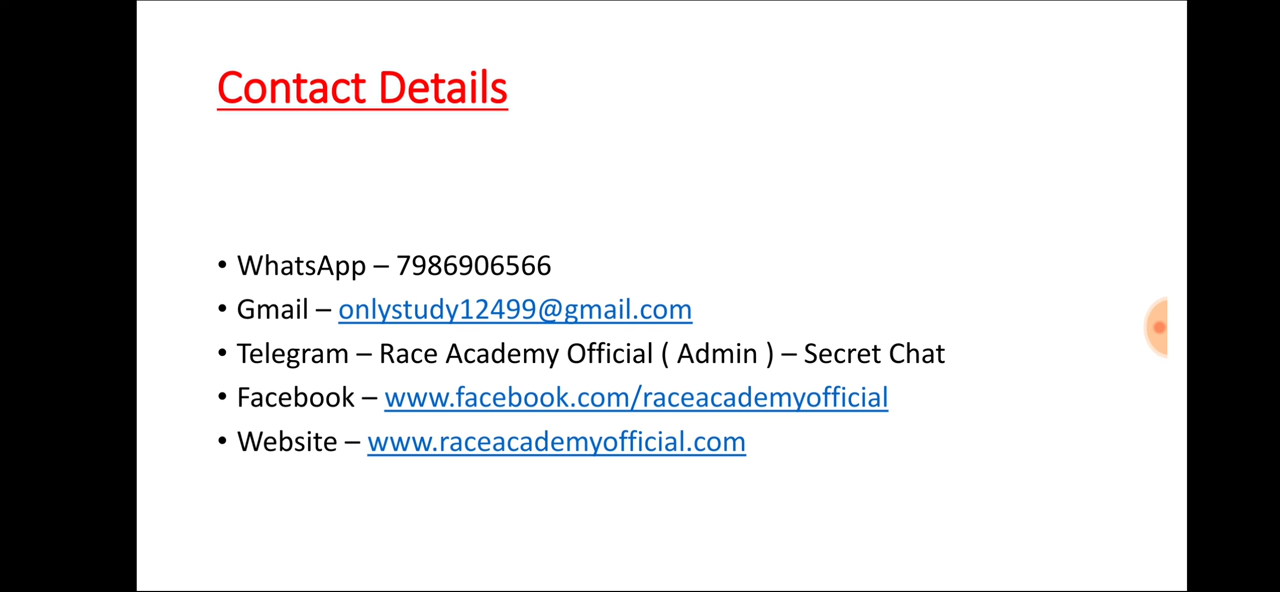 Contact Details
• WhatsApp – 7986906566
• Gmail – onlystudy12499@gmail.com
• Telegram – Race Academy Official ( Admin ) – Secret Chat
• Facebook – www.facebook.com/raceacademyofficial
• Website – www.raceacademyofficial.com